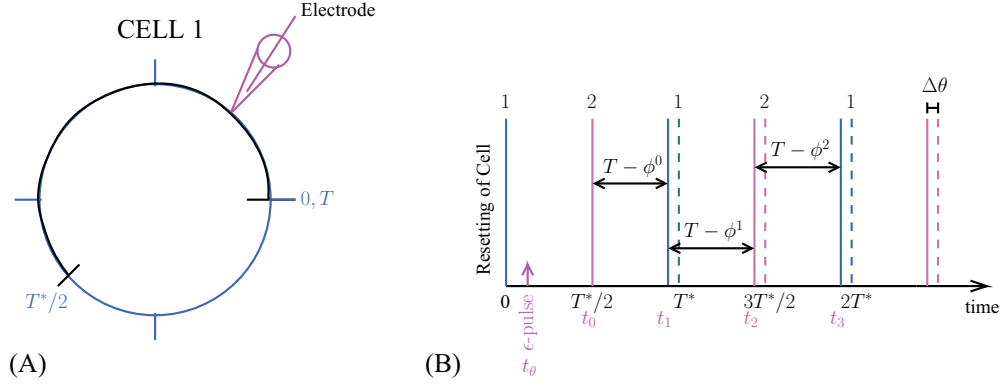 Electrode
CELL 1
0, T
T*/2
(A)
Resetting of Cell
1 2 1 2 1 Δθ
T − ϕ⁰ T − ϕ²
T − ϕ¹
0 T*/2 T* 3T*/2 2T* time
t₀ t₁ t₂ t₃
ϵ-pulse
t_θ
(B)